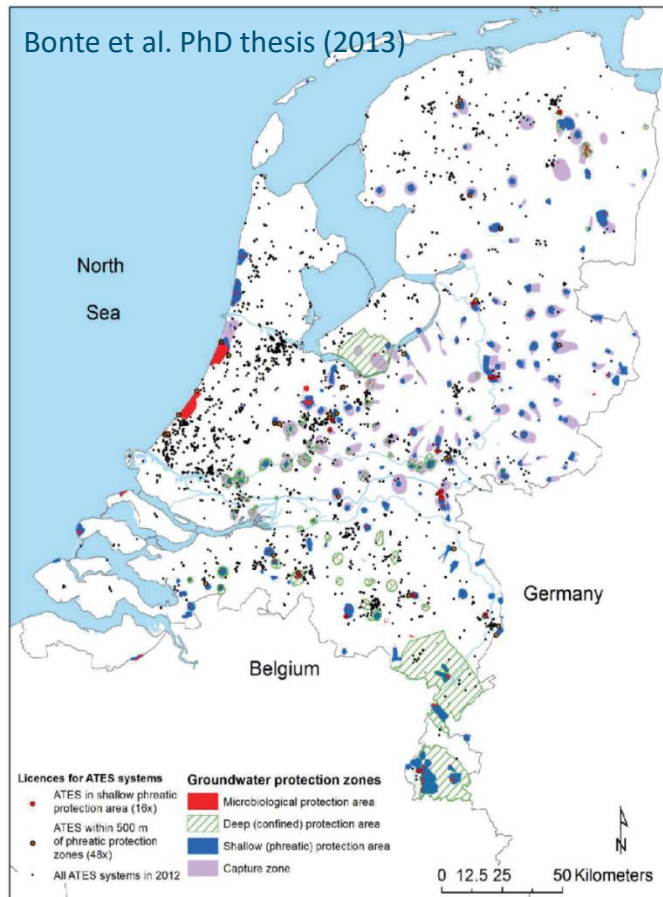 Bonte et al. PhD thesis (2013)
North
Sea
Germany
Belgium
Licences for ATES systems
ATES in shallow phreatic
protection area (16x)
ATES within 500 m
of phreatic protection
zones (48x)
All ATES systems in 2012
Groundwater protection zones
Microbiological protection area
Deep (confined) protection area
Shallow (phreatic) protection area
Capture zone
N
0 12.5 25 50 Kilometers